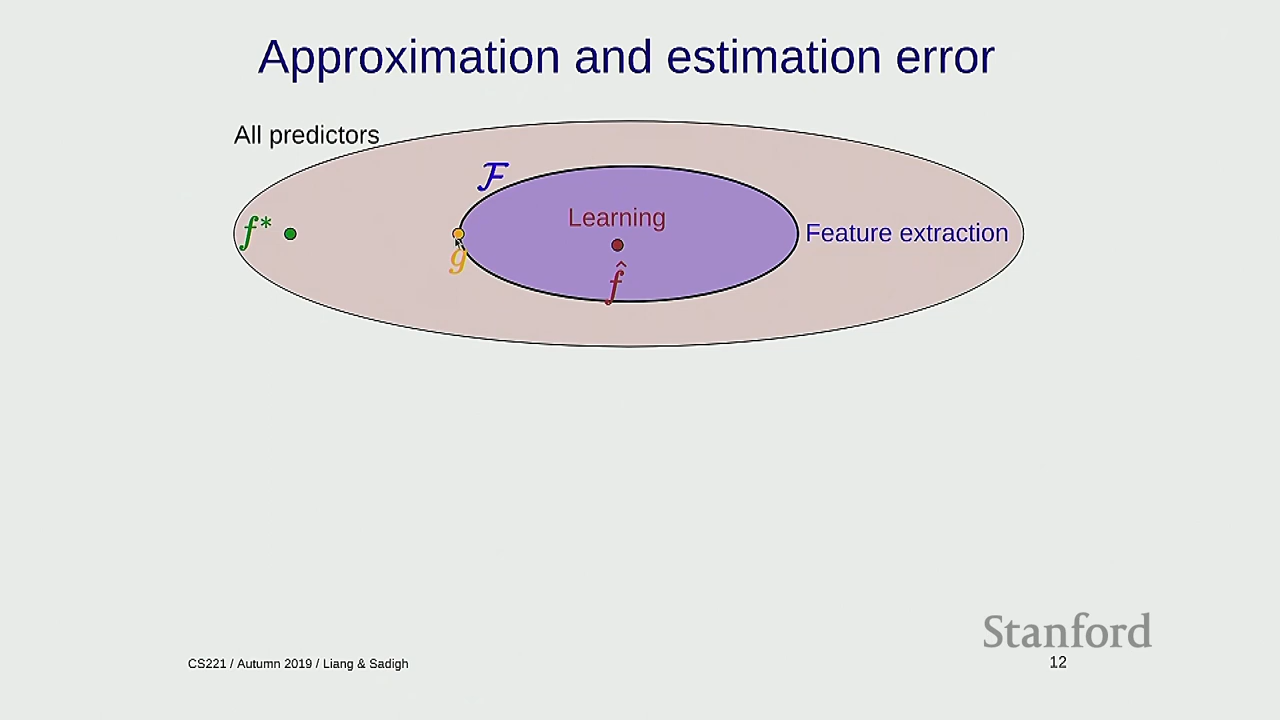 Approximation and estimation error
All predictors
ℱ
Learning
f*
Feature extraction
g
f̂
Stanford
CS221 / Autumn 2019 / Liang & Sadigh
12